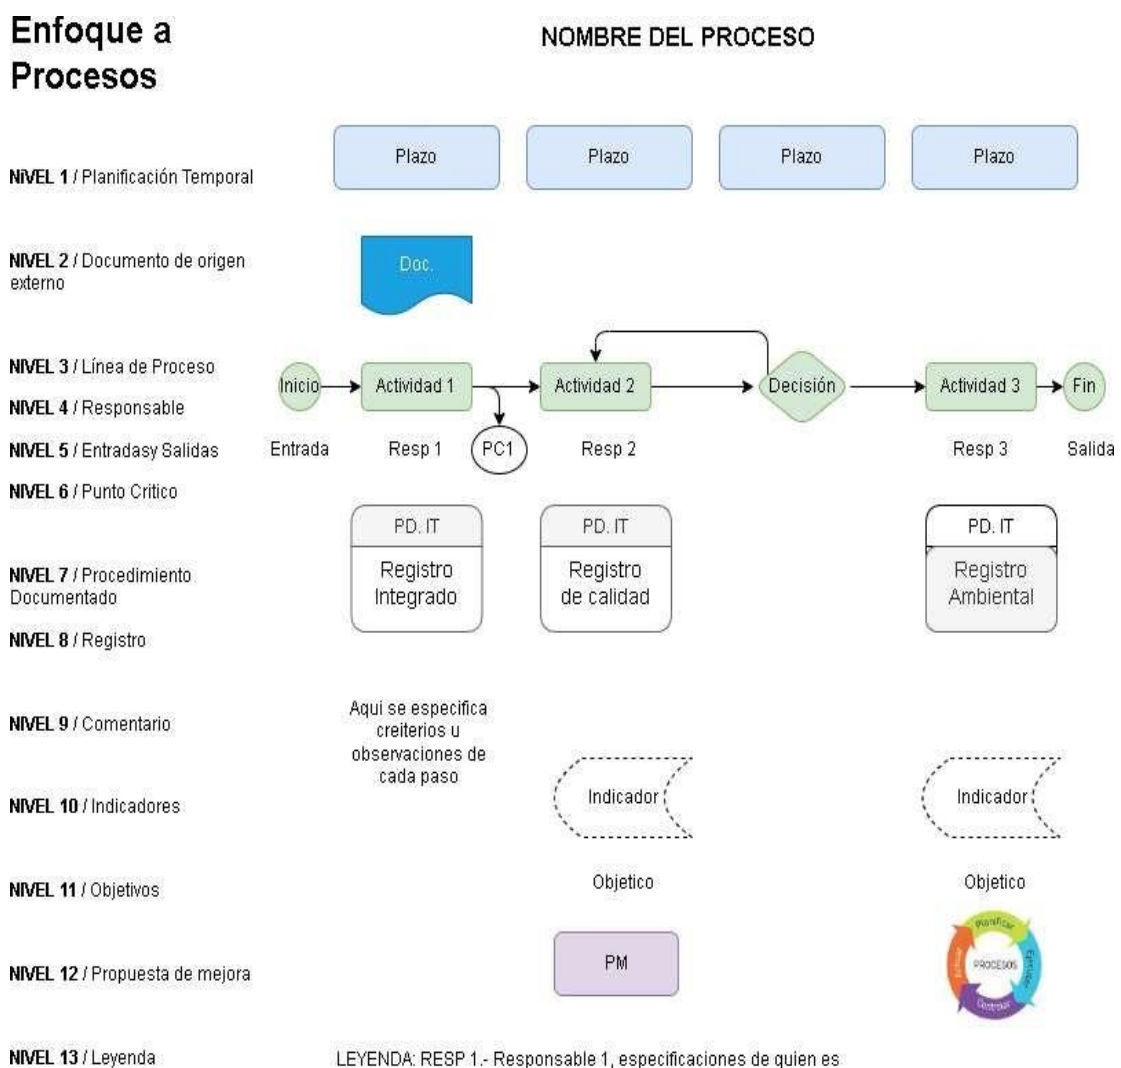 Enfoque a
Procesos
NOMBRE DEL PROCESO
NiVEL 1 / Planificación Temporal
Plazo
Plazo
Plazo
Plazo
NIVEL 2 / Documento de origen
externo
Doc.
NIVEL 3 / Línea de Proceso
Inicio
Actividad 1
Actividad 2
Decisión
Actividad 3
Fin
NIVEL 4 / Responsable
NIVEL 5 / Entradasy Salidas
Entrada
Resp 1
PC1
Resp 2
Resp 3
Salida
NIVEL 6 / Punto Critico
PD. IT
PD. IT
PD. IT
NIVEL 7 / Procedimiento
Documentado
Registro
Integrado
Registro
de calidad
Registro
Ambiental
NIVEL 8 / Registro
NIVEL 9 / Comentario
Aqui se especifica
creiterios u
observaciones de
cada paso
NIVEL 10 / Indicadores
Indicador
Indicador
NIVEL 11 / Objetivos
Objetico
Objetico
NIVEL 12 / Propuesta de mejora
PM
Planificar
Ejecutar
PROCESOS
Controlar
Actuar
NIVEL 13 / Leyenda
LEYENDA: RESP 1.- Responsable 1, especificaciones de quien es